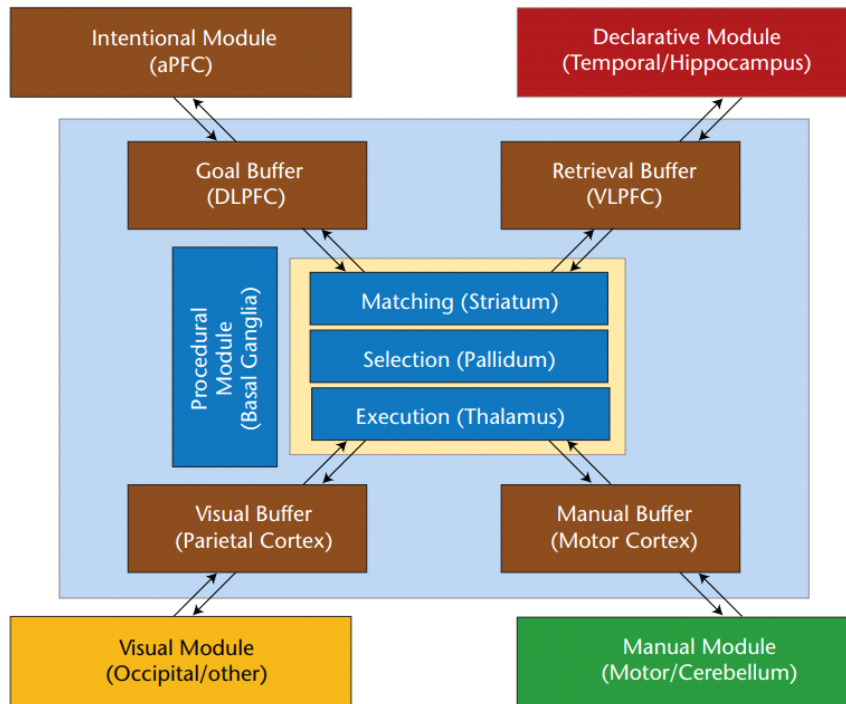 Intentional Module
(aPFC)
Declarative Module
(Temporal/Hippocampus)
Goal Buffer
(DLPFC)
Retrieval Buffer
(VLPFC)
Procedural
Module
(Basal Ganglia)
Matching (Striatum)
Selection (Pallidum)
Execution (Thalamus)
Visual Buffer
(Parietal Cortex)
Manual Buffer
(Motor Cortex)
Visual Module
(Occipital/other)
Manual Module
(Motor/Cerebellum)